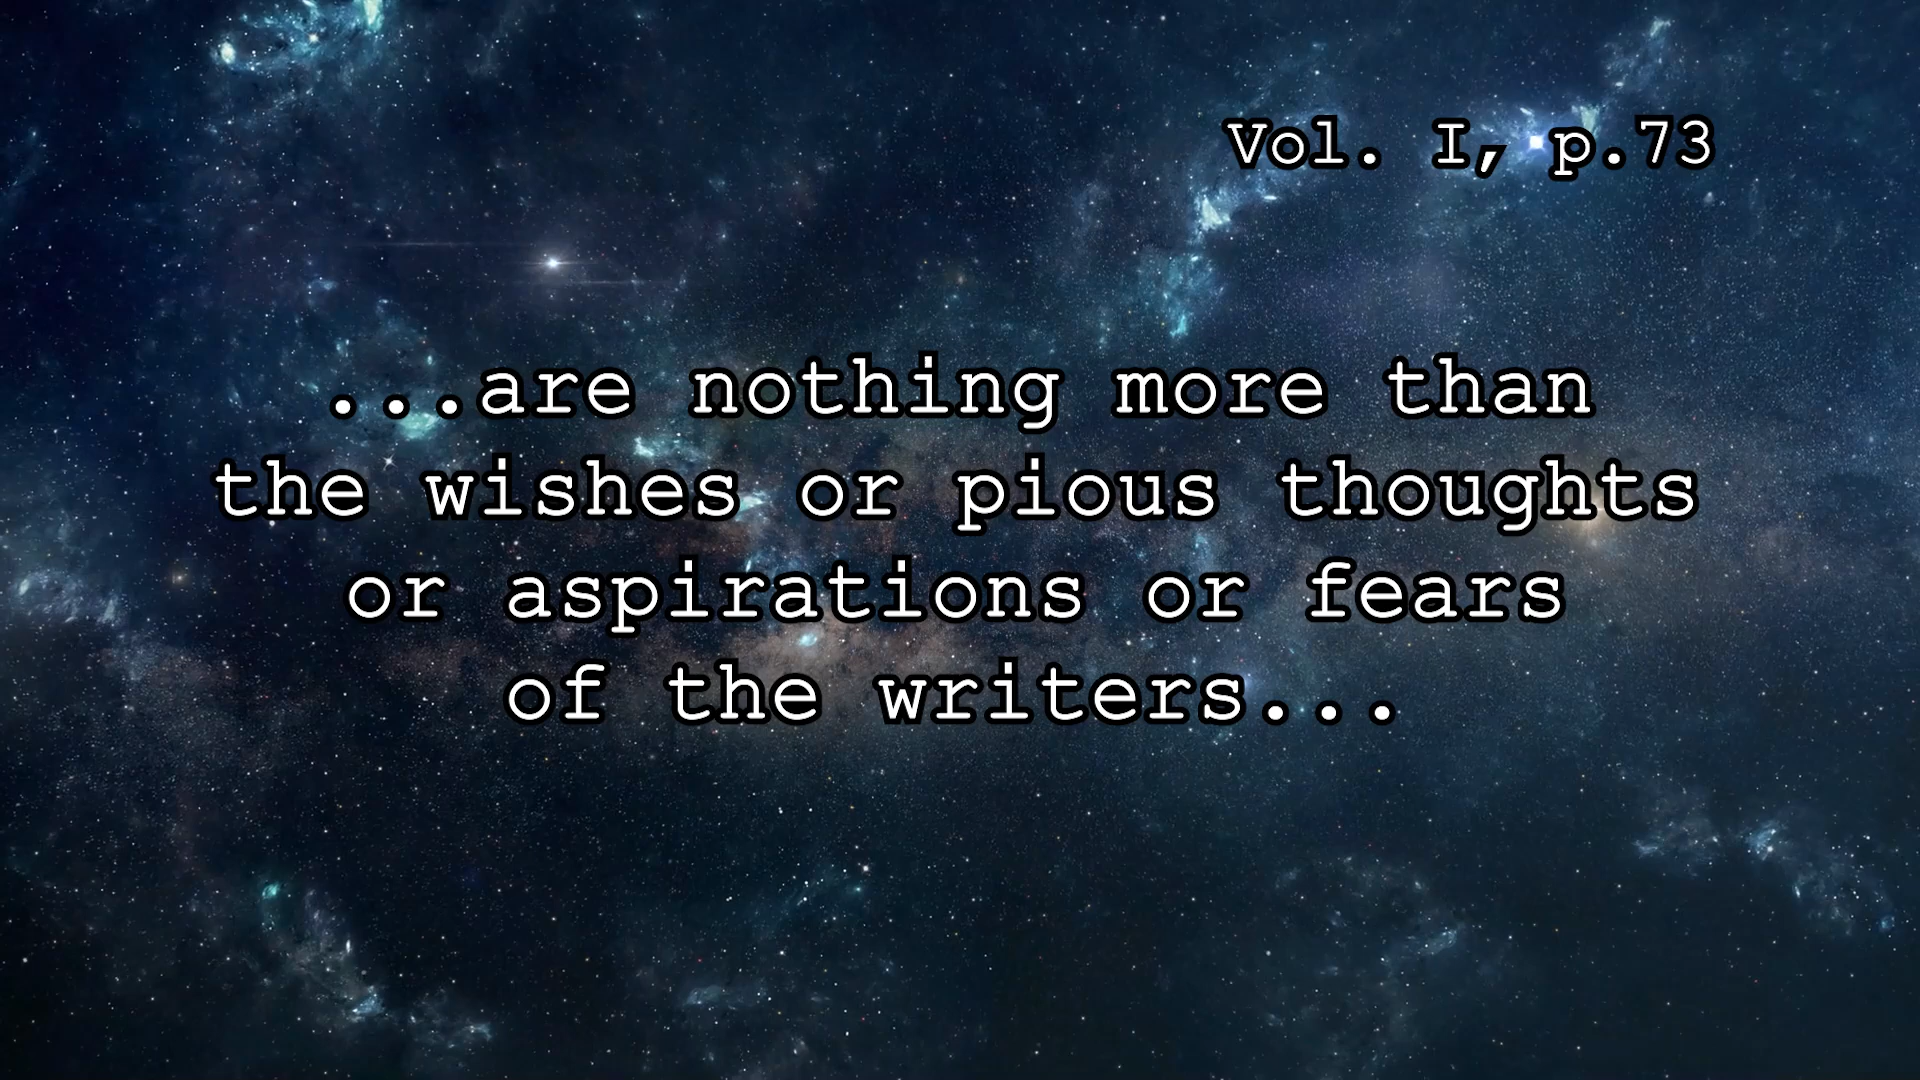 Vol. I, p.73
...are nothing more than
the wishes or pious thoughts
or aspirations or fears
of the writers...